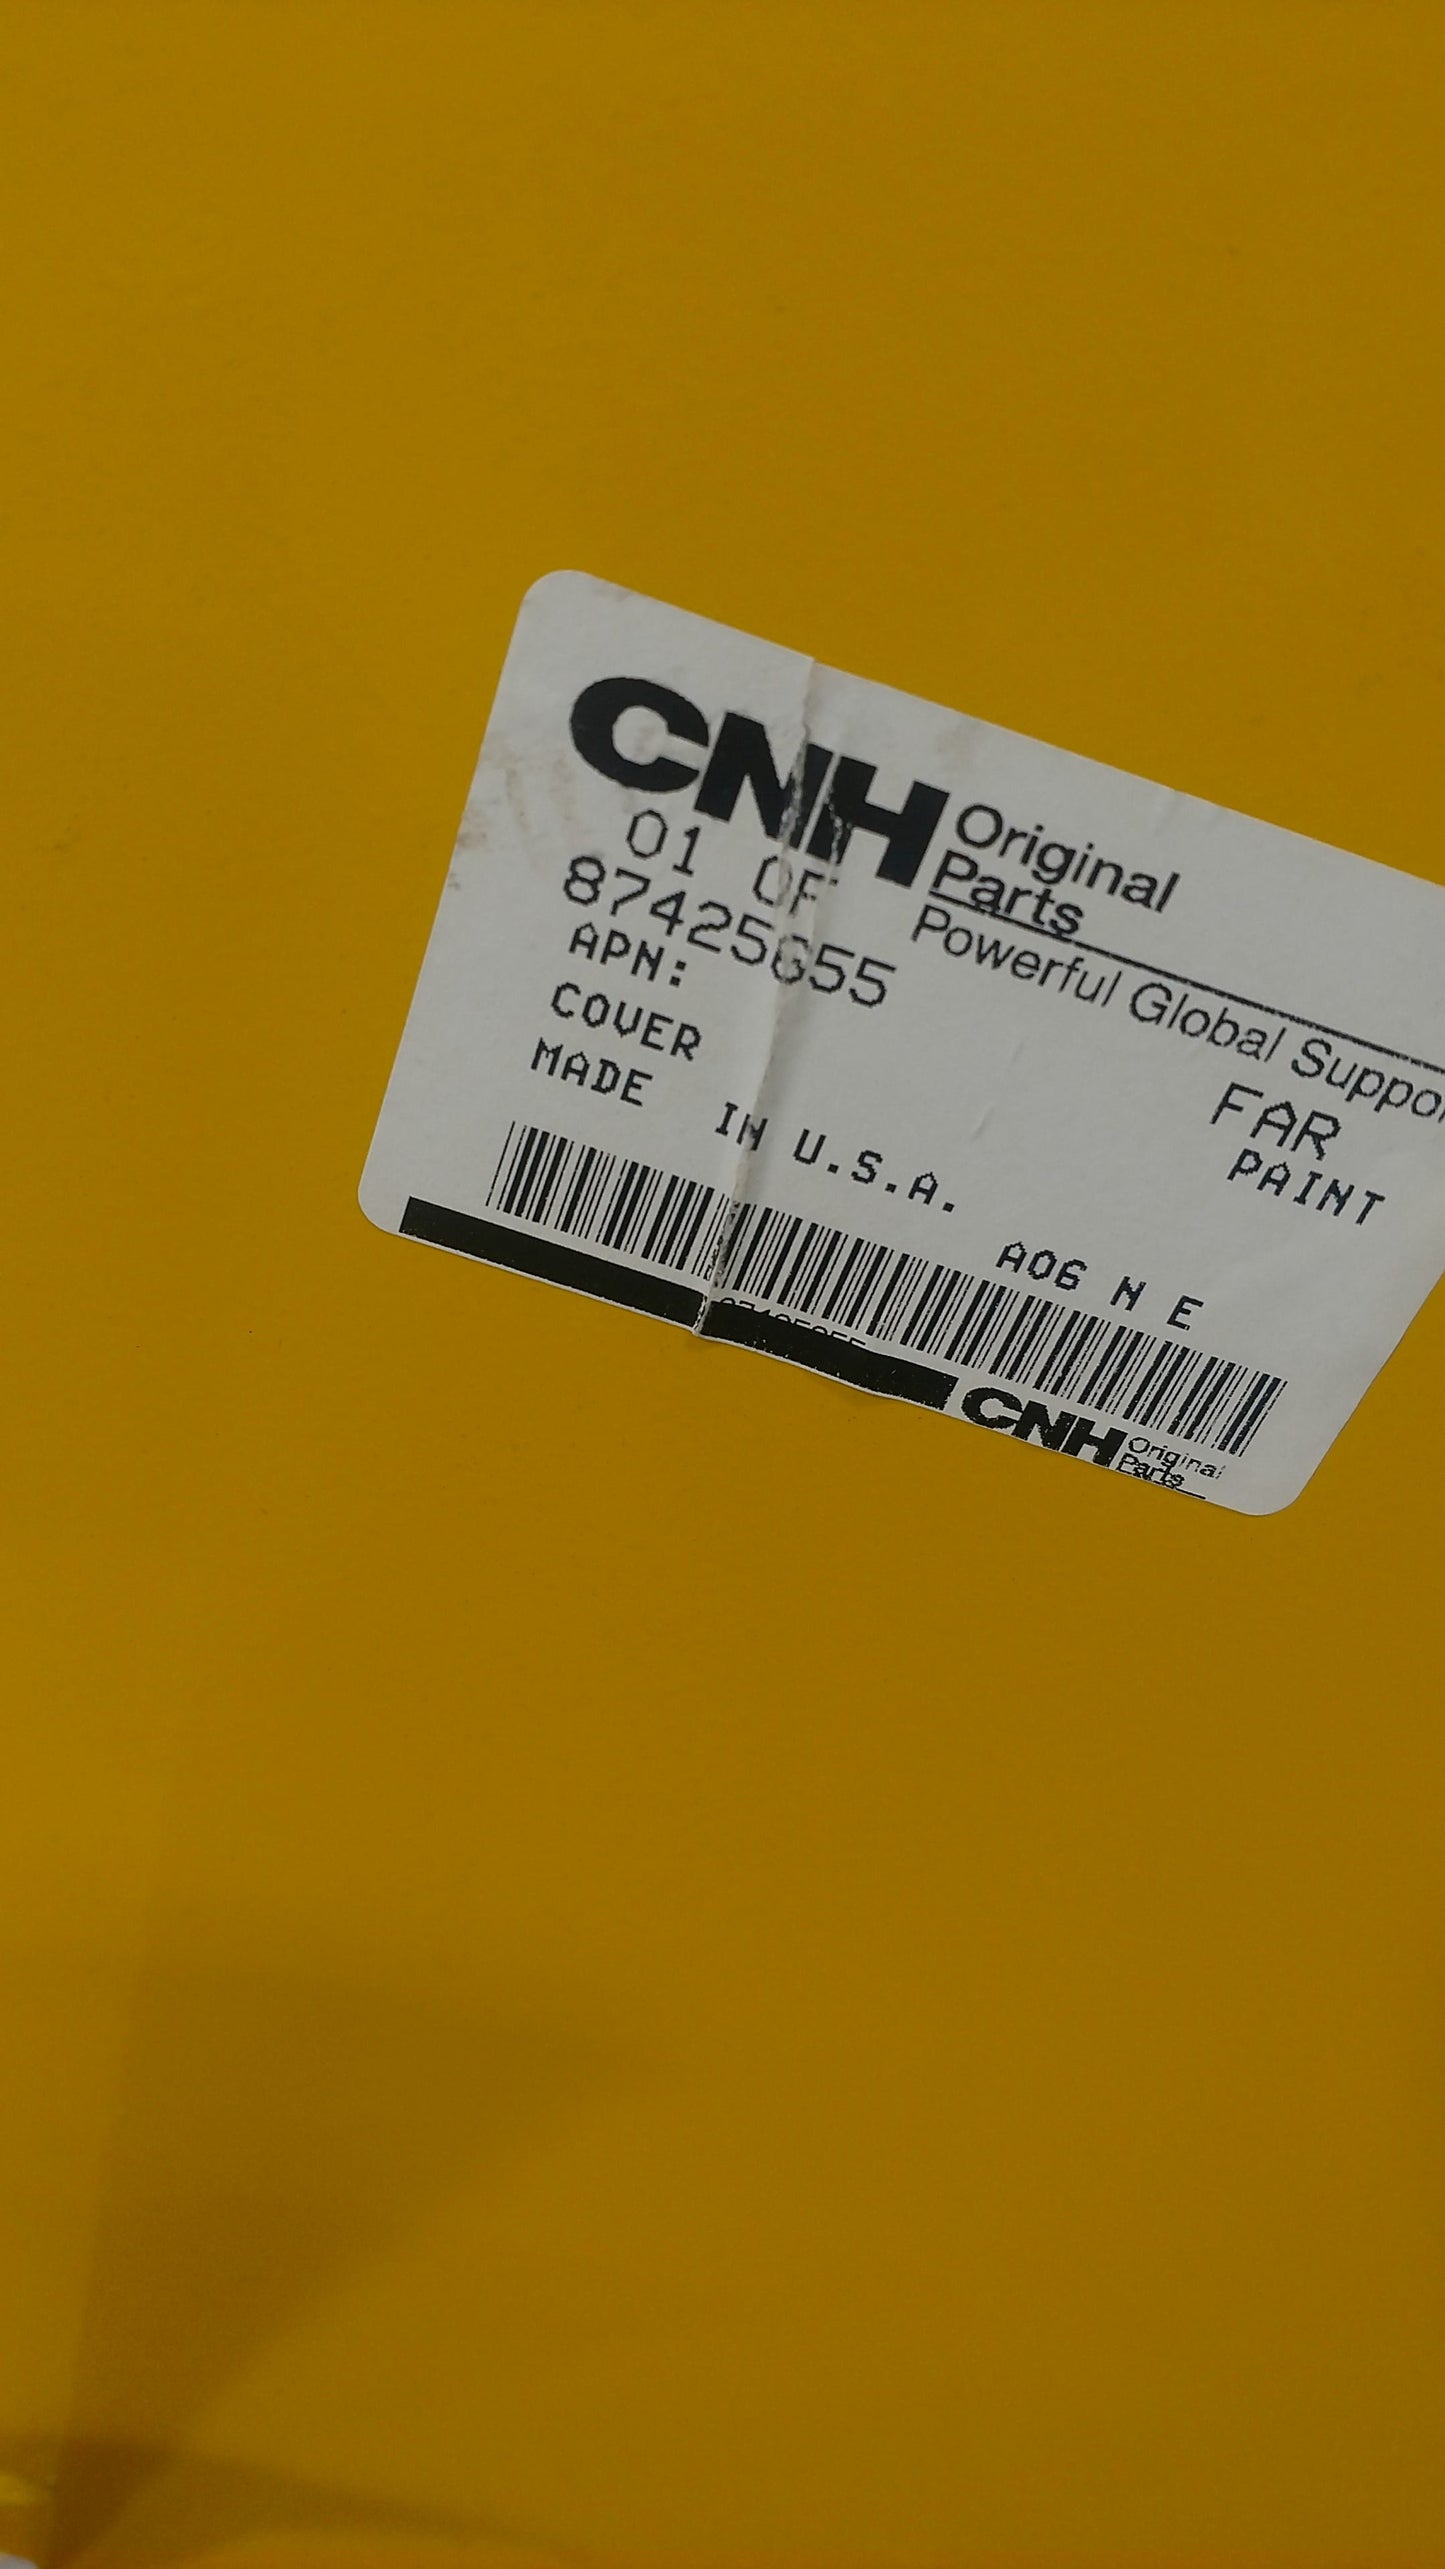 CNH Original
Parts
Powerful Global Suppor
01 OF
87425655
APN:
COVER
FAR
PAINT
MADE IN U.S.A.
A06 N E
CNH Original
Parts